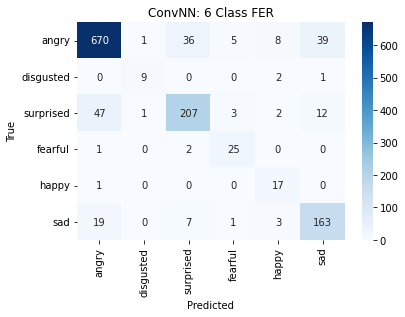 ConvNN: 6 Class FER
True
angry 670 1 36 5 8 39
disgusted 0 9 0 0 2 1
surprised 47 1 207 3 2 12
fearful 1 0 2 25 0 0
happy 1 0 0 0 17 0
sad 19 0 7 1 3 163
angry disgusted surprised fearful happy sad
Predicted
600
500
400
300
200
100
0